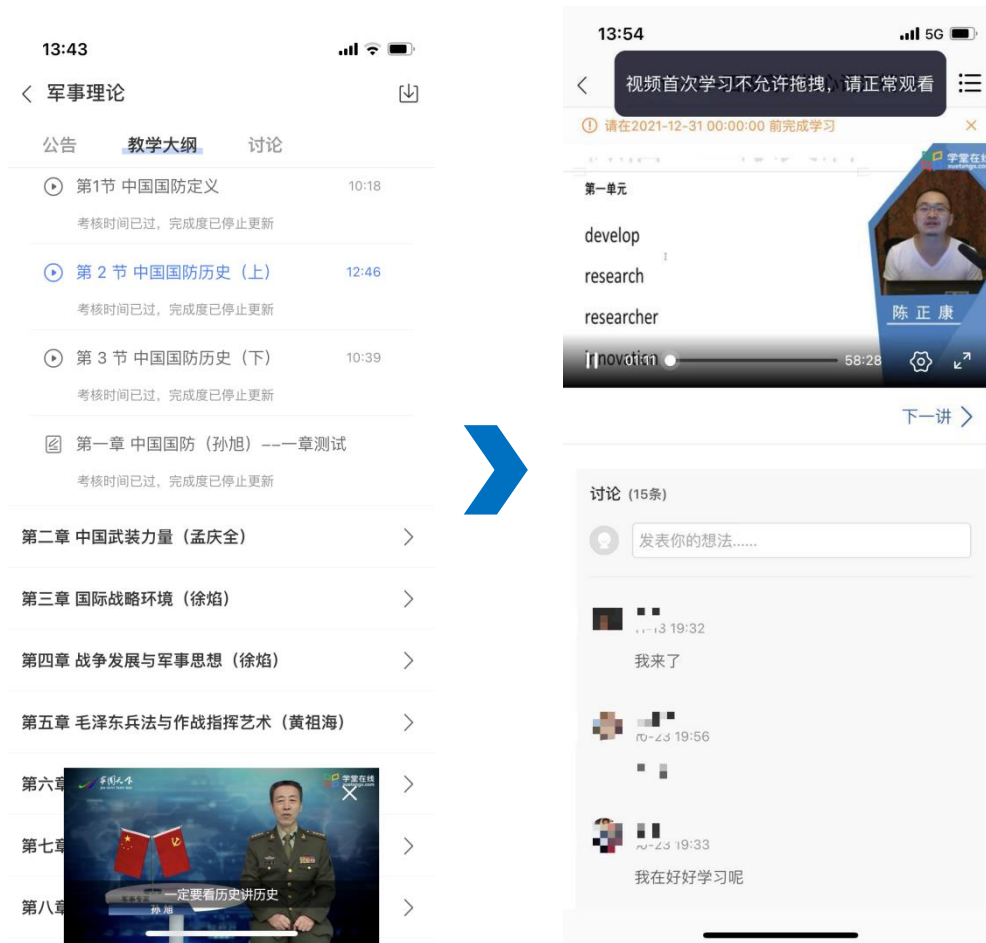 13:43
军事理论
公告 教学大纲 讨论
第1节 中国国防定义 10:18
考核时间已过，完成度已停止更新
第 2 节 中国国防历史（上） 12:46
考核时间已过，完成度已停止更新
第 3 节 中国国防历史（下） 10:39
考核时间已过，完成度已停止更新
第一章 中国国防（孙旭）--一章测试
考核时间已过，完成度已停止更新
第二章 中国武装力量（孟庆全）
第三章 国际战略环境（徐焰）
第四章 战争发展与军事思想（徐焰）
第五章 毛泽东兵法与作战指挥艺术（黄祖海）
第六章
第七章
第八章
学堂在线
xuetangx.com
一定要看历史讲历史
孙旭
13:54
5G
视频首次学习不允许拖拽，请正常观看
请在2021-12-31 00:00:00 前完成学习
学堂在线
第一单元
develop
research
researcher
innovation
陈正康
01:11 58:28
下一讲
讨论 (15条)
发表你的想法......
19:32
我来了
19:56
19:33
我在好好学习呢